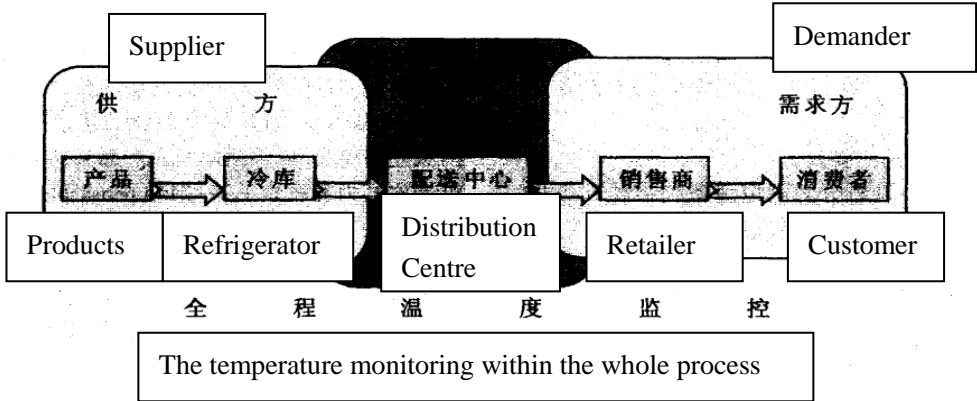 Supplier
Demander
供 方
需求方
产品
冷库
配送中心
销售商
消费者
Products
Refrigerator
Distribution
Centre
Retailer
Customer
全 程 温 度 监 控
The temperature monitoring within the whole process